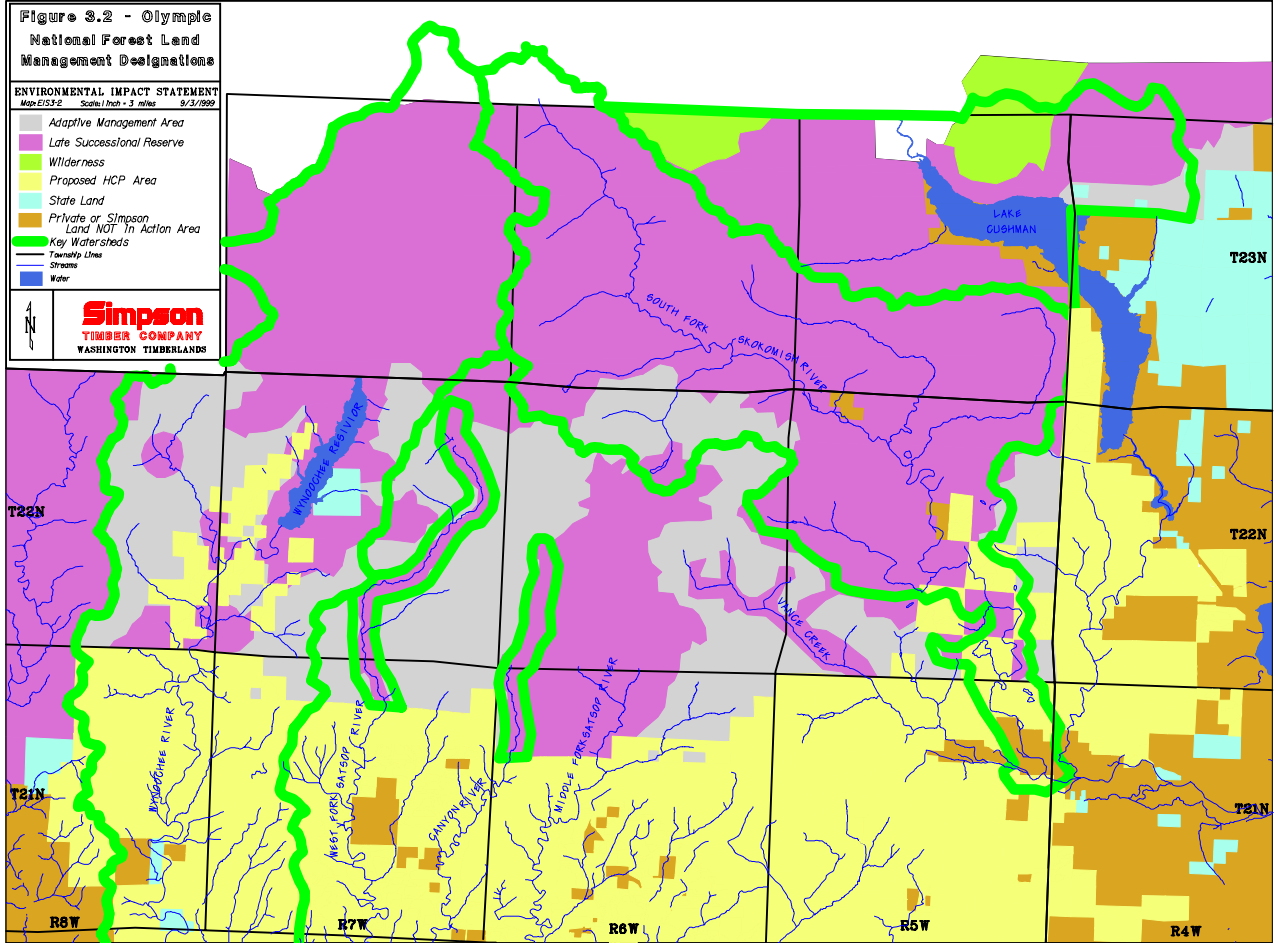 Figure 3.2 - Olympic
National Forest Land
Management Designations
ENVIRONMENTAL IMPACT STATEMENT
Map: EIS3-2 Scale: 1 Inch = 3 miles 9/3/1999
Adaptive Management Area
Late Successional Reserve
Wilderness
Proposed HCP Area
State Land
Private or Simpson
Land NOT In Action Area
Key Watersheds
Township Lines
Streams
Water
N
Simpson
TIMBER COMPANY
WASHINGTON TIMBERLANDS
LAKE
CUSHMAN
T23N
SOUTH FORK SKOKOMISH RIVER
WYNOOCHEE RESIVIOR
T22N
T22N
VANCE CREEK
WYNOOCHEE RIVER
WEST FORK SATSOP RIVER
CANYON RIVER
MIDDLE FORK SATSOP RIVER
T21N
T21N
R8W
R7W
R6W
R5W
R4W